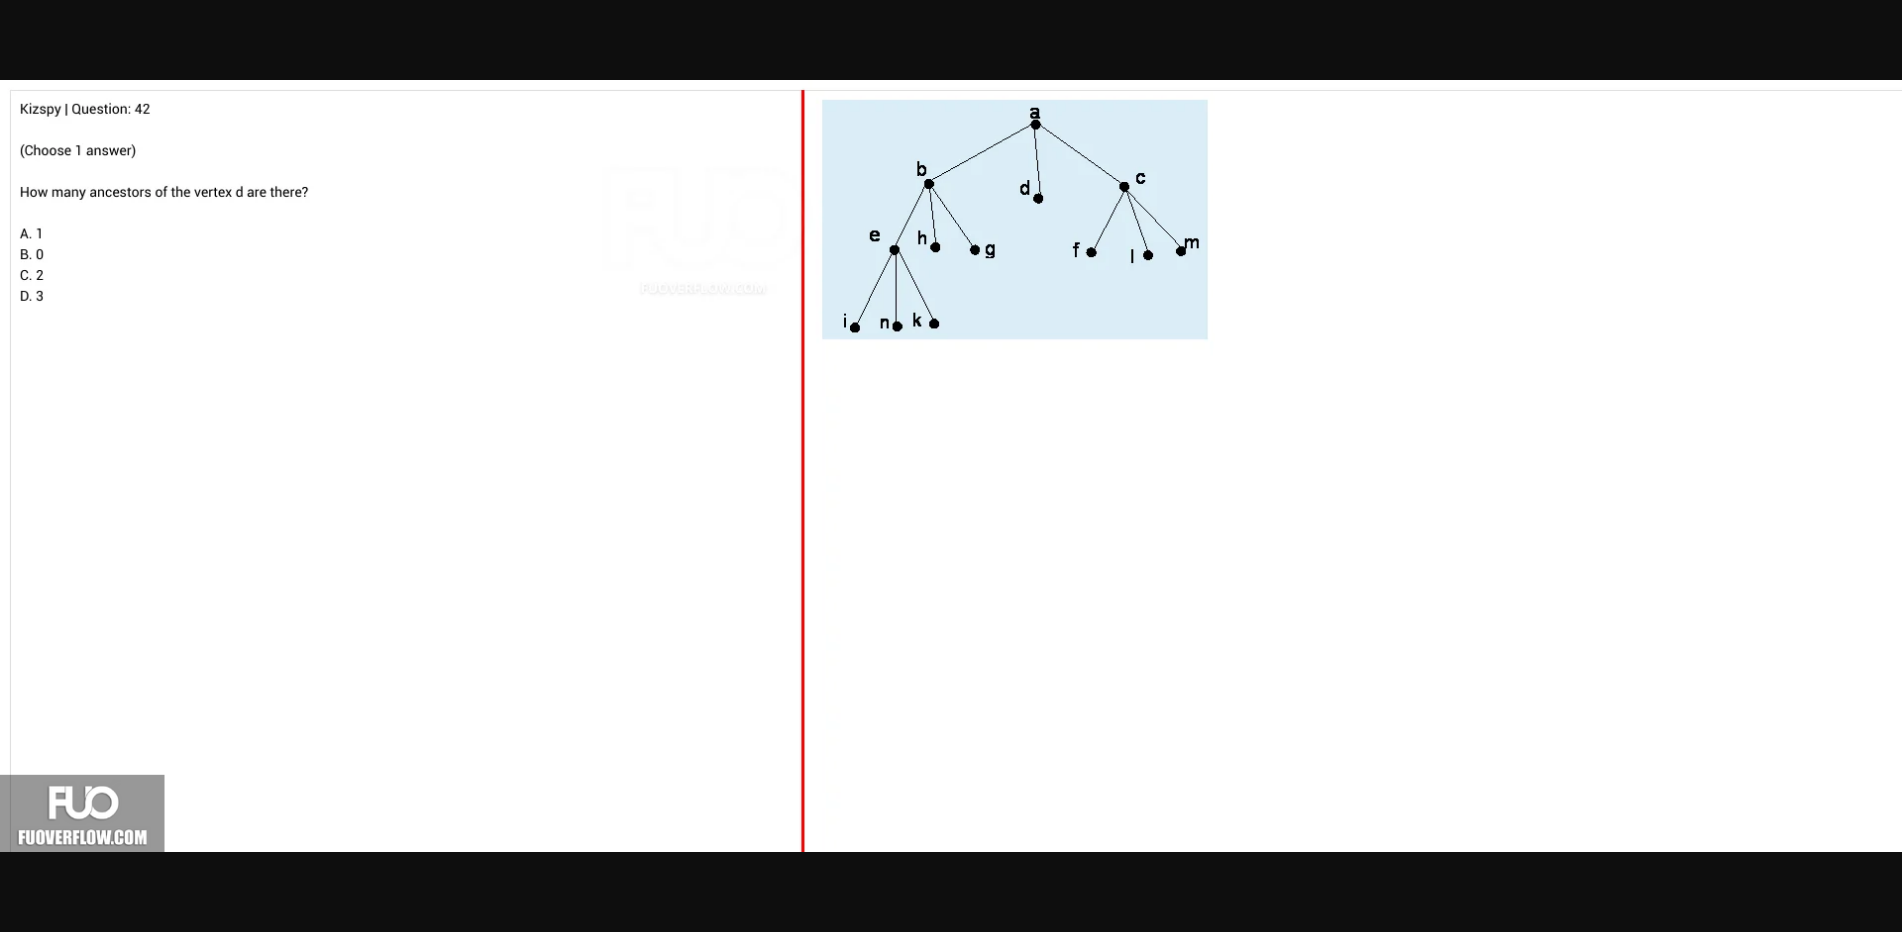 Kizspy | Question: 42
(Choose 1 answer)
How many ancestors of the vertex d are there?
A. 1
B. 0
C. 2
D. 3
FUO
FUOVERFLOW.COM
a
b
d
c
e
h
g
f
l
m
i
n
k
FUO
FUOVERFLOW.COM